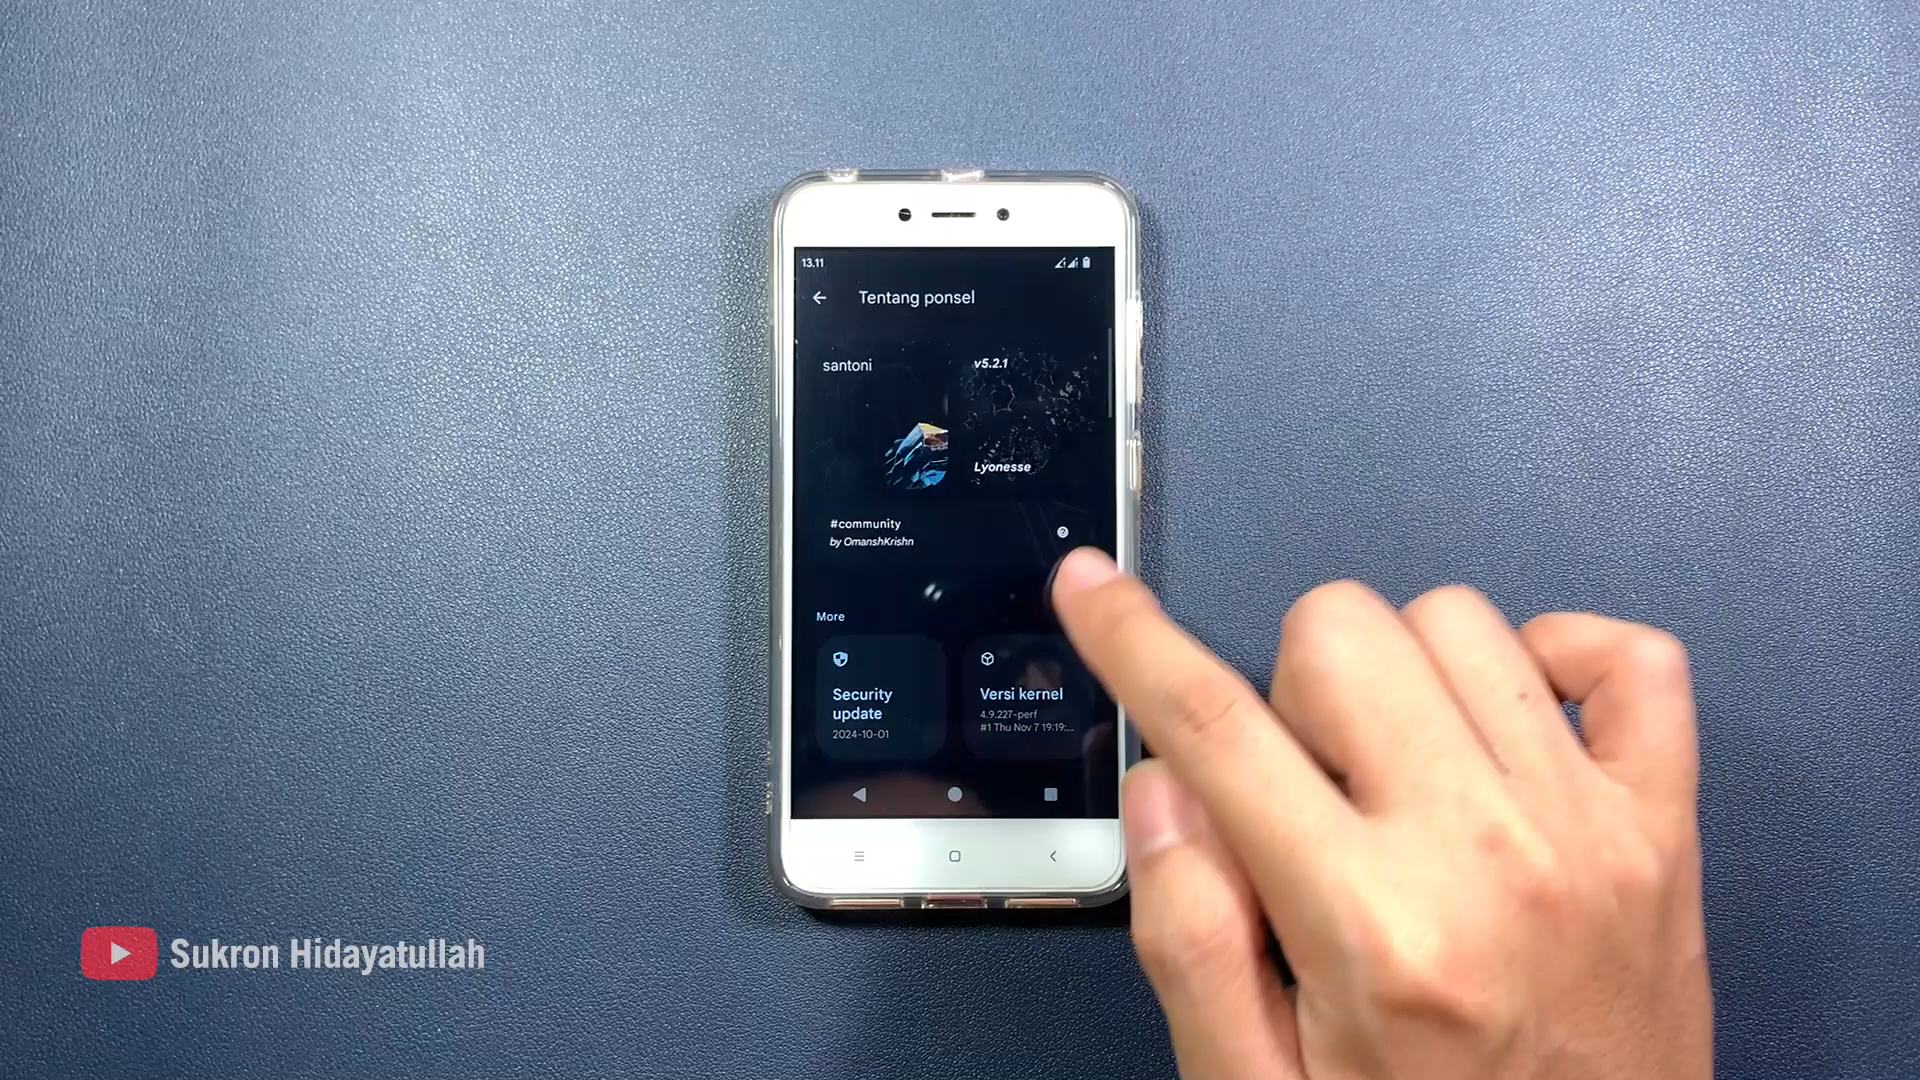 13.11
Tentang ponsel
santoni
v5.2.1
Lyonesse
#community
by OmanshKrishn
More
Security
update
2024-10-01
Versi kernel
4.9.227-perf
#1 Thu Nov 7 19:19:...
Sukron Hidayatullah